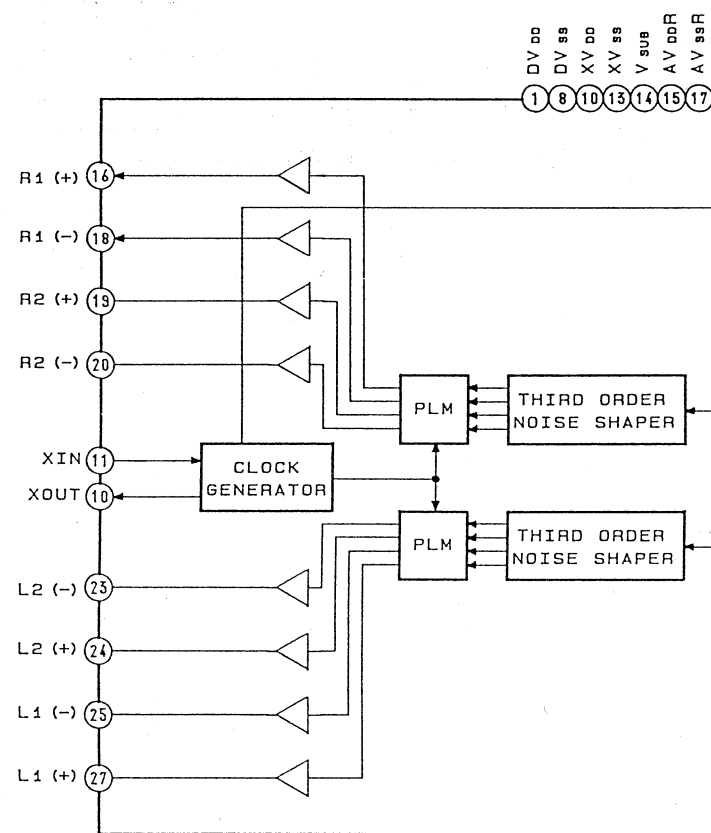 DV DD
DV SS
XV DD
XV SS
V SUB
AV DDR
AV SSR
1 8 10 13 14 15 17
R1 (+) 16
R1 (-) 18
R2 (+) 19
R2 (-) 20
PLM
THIRD ORDER
NOISE SHAPER
XIN 11
XOUT 10
CLOCK
GENERATOR
PLM
THIRD ORDER
NOISE SHAPER
L2 (-) 23
L2 (+) 24
L1 (-) 25
L1 (+) 27